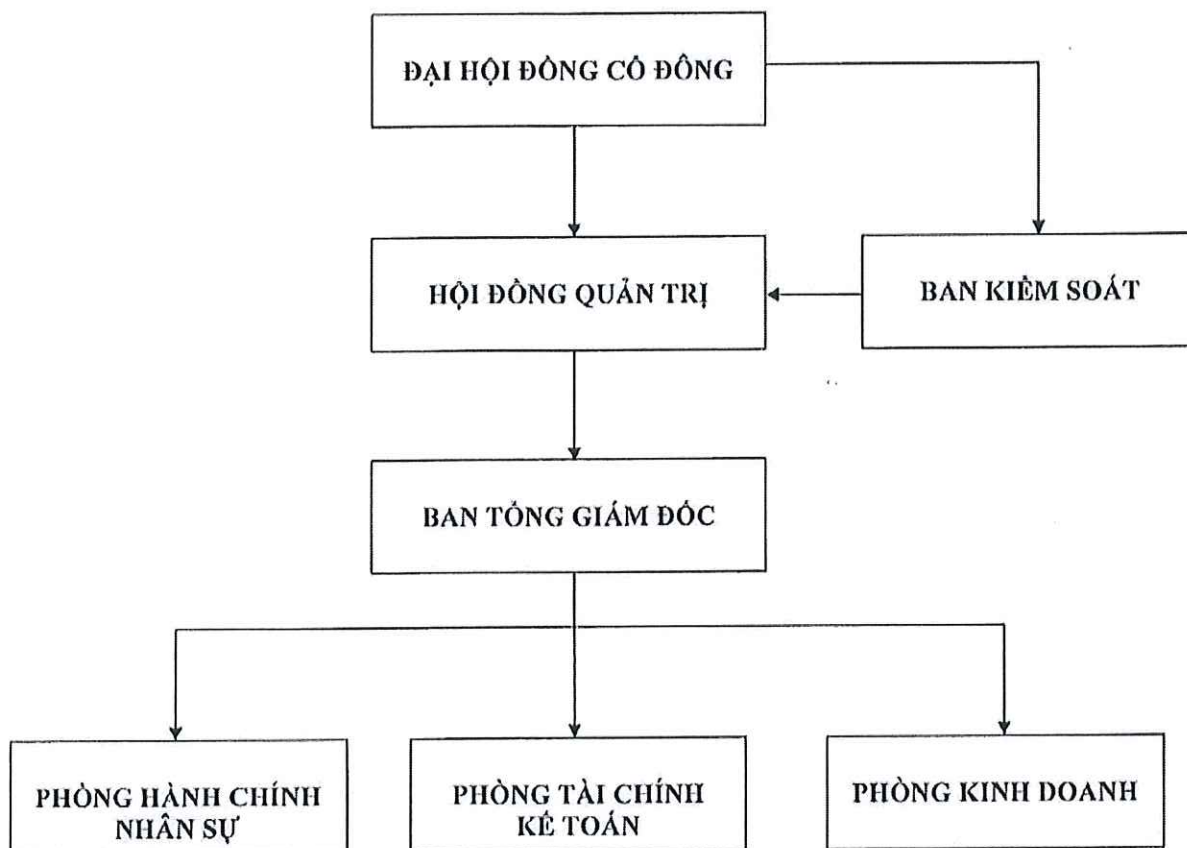 ĐẠI HỘI ĐỒNG CỔ ĐÔNG
HỘI ĐỒNG QUẢN TRỊ
BAN KIỂM SOÁT
BAN TỔNG GIÁM ĐỐC
PHÒNG HÀNH CHÍNH
NHÂN SỰ
PHÒNG TÀI CHÍNH
KẾ TOÁN
PHÒNG KINH DOANH